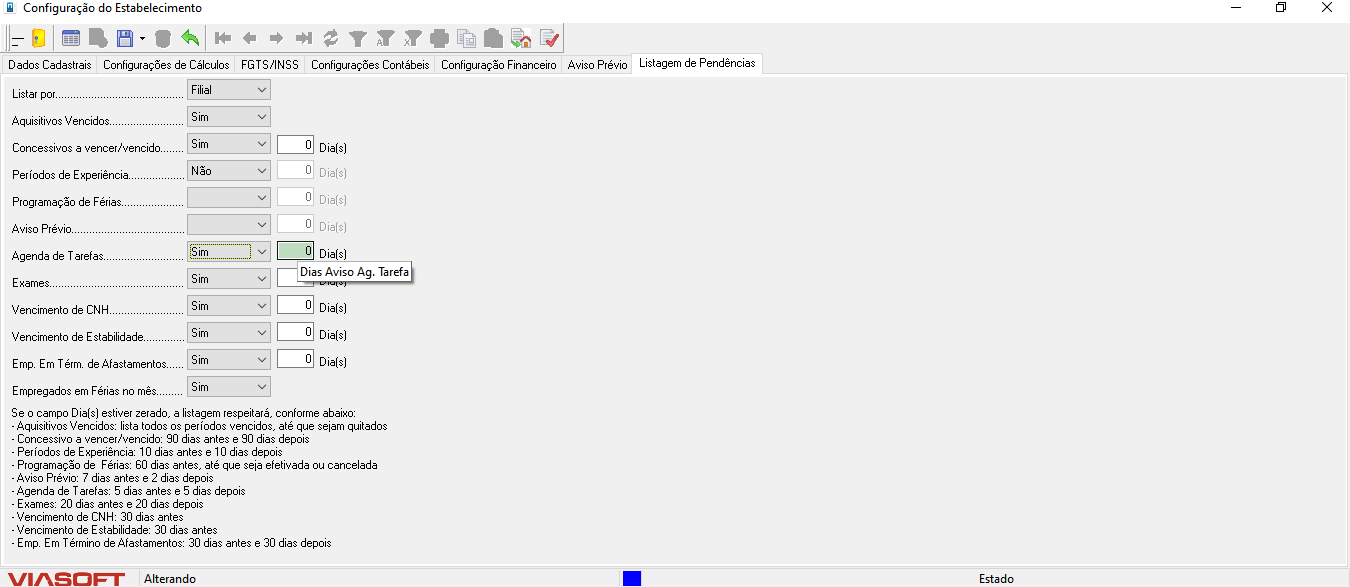 Configuração do Estabelecimento
Dados Cadastrais Configurações de Cálculos FGTS/INSS Configurações Contábeis Configuração Financeiro Aviso Prévio Listagem de Pendências
Listar por........................................... Filial
Aquisitivos Vencidos......................... Sim
Concessivos a vencer/vencido........ Sim 0 Dia(s)
Períodos de Experiência................... Não 0 Dia(s)
Programação de Férias..................... 0 Dia(s)
Aviso Prévio...................................... 0 Dia(s)
Agenda de Tarefas........................... Sim 0 Dia(s)
Dias Aviso Ag. Tarefa
Exames............................................. Sim Dia(s)
Vencimento de CNH......................... Sim 0 Dia(s)
Vencimento de Estabilidade.............. Sim 0 Dia(s)
Emp. Em Térm. de Afastamentos...... Sim 0 Dia(s)
Empregados em Férias no mês......... Sim
Se o campo Dia(s) estiver zerado, a listagem respeitará, conforme abaixo:
- Aquisitivos Vencidos: lista todos os períodos vencidos, até que sejam quitados
- Concessivo a vencer/vencido: 90 dias antes e 90 dias depois
- Períodos de Experiência: 10 dias antes e 10 dias depois
- Programação de  Férias: 60 dias antes, até que seja efetivada ou cancelada
- Aviso Prévio: 7 dias antes e 2 dias depois
- Agenda de Tarefas: 5 dias antes e 5 dias depois
- Exames: 20 dias antes e 20 dias depois
- Vencimento de CNH: 30 dias antes
- Vencimento de Estabilidade: 30 dias antes
- Emp. Em Término de Afastamentos: 30 dias antes e 30 dias depois
VIASOFT Alterando Estado